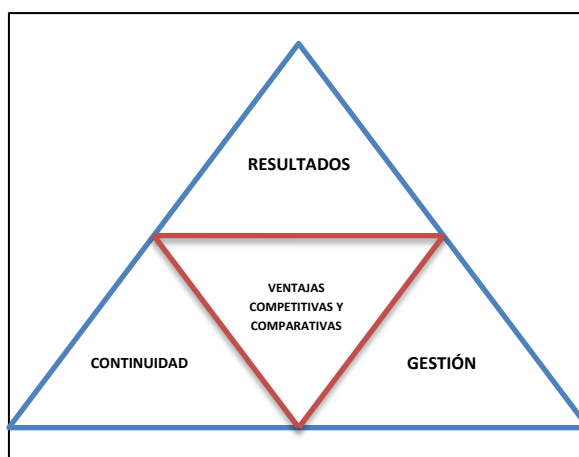 RESULTADOS
VENTAJAS
COMPETITIVAS Y
COMPARATIVAS
CONTINUIDAD
GESTIÓN